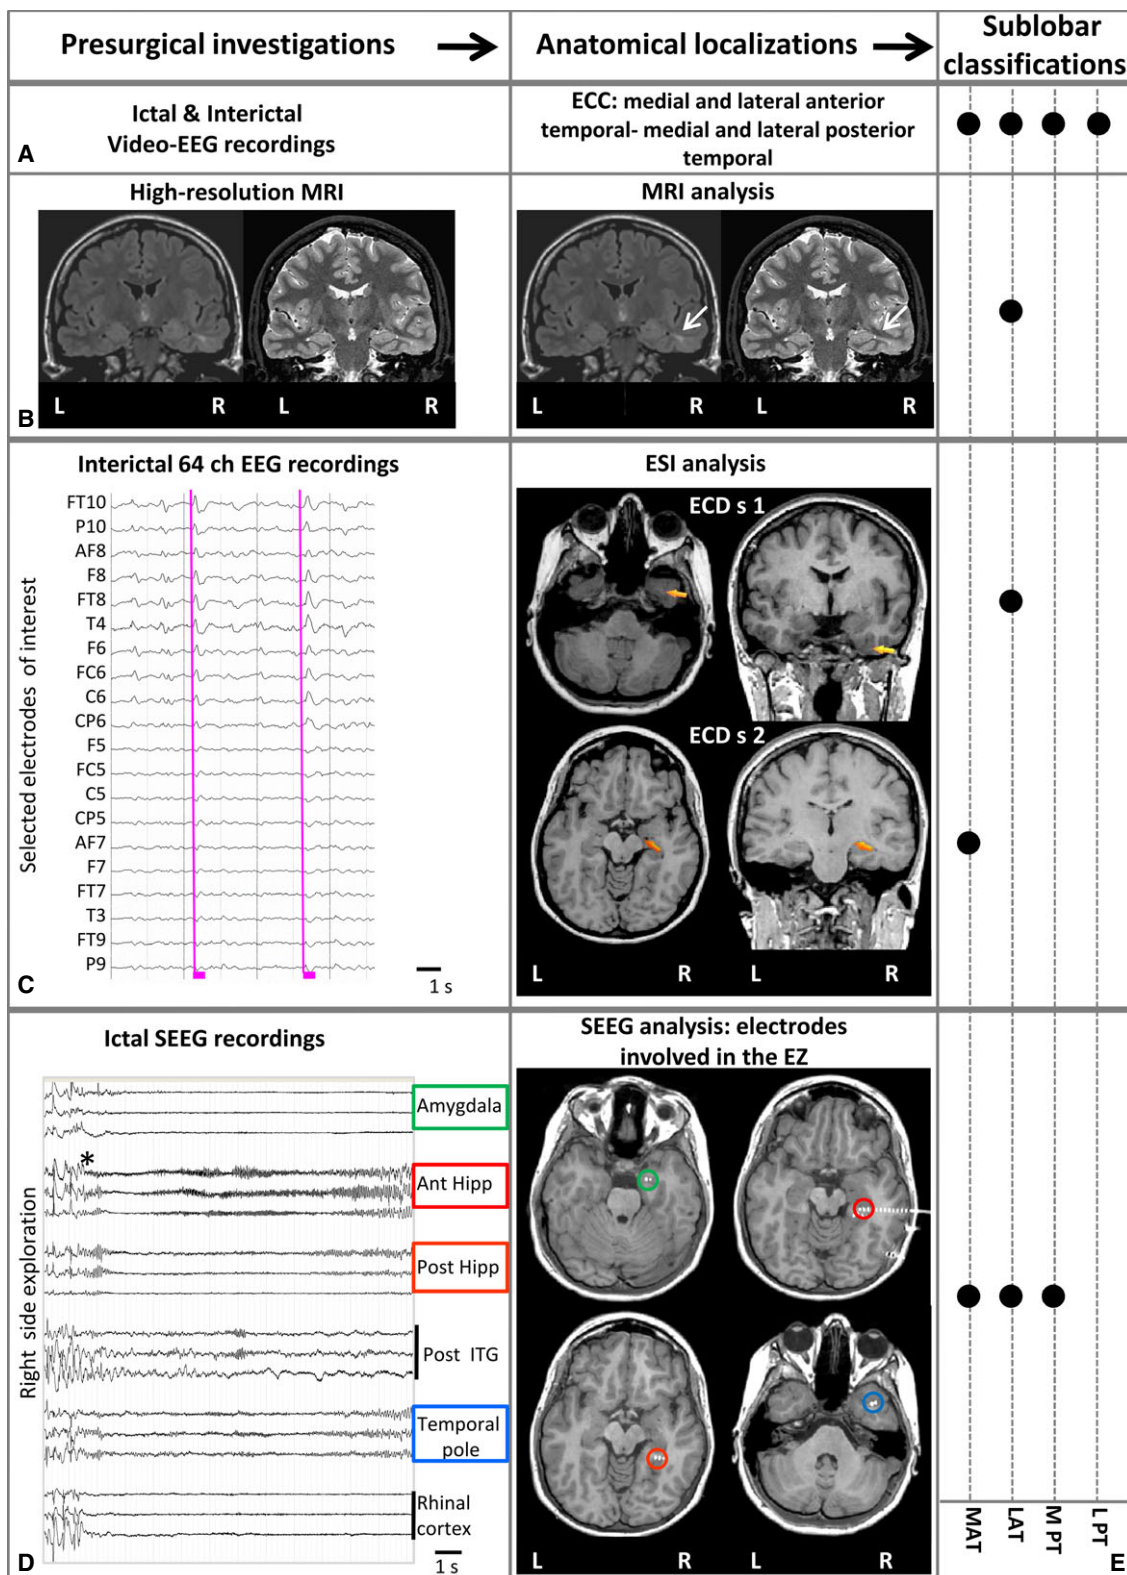 Presurgical investigations
Anatomical localizations
Sublobar
classifications
Ictal & Interictal
Video-EEG recordings
A
ECC: medial and lateral anterior
temporal- medial and lateral posterior
temporal
High-resolution MRI
L
R
L
R
B
MRI analysis
L
R
L
R
Interictal 64 ch EEG recordings
Selected electrodes of interest
FT10
P10
AF8
F8
FT8
T4
F6
FC6
C6
CP6
F5
FC5
C5
CP5
AF7
F7
FT7
T3
FT9
P9
1 s
C
ESI analysis
ECD s 1
ECD s 2
L
R
L
R
Ictal SEEG recordings
Right side exploration
Amygdala
*
Ant Hipp
Post Hipp
Post ITG
Temporal
pole
Rhinal
cortex
1 s
D
SEEG analysis: electrodes
involved in the EZ
L
R
L
R
MAT
LAT
M PT
L PT
E